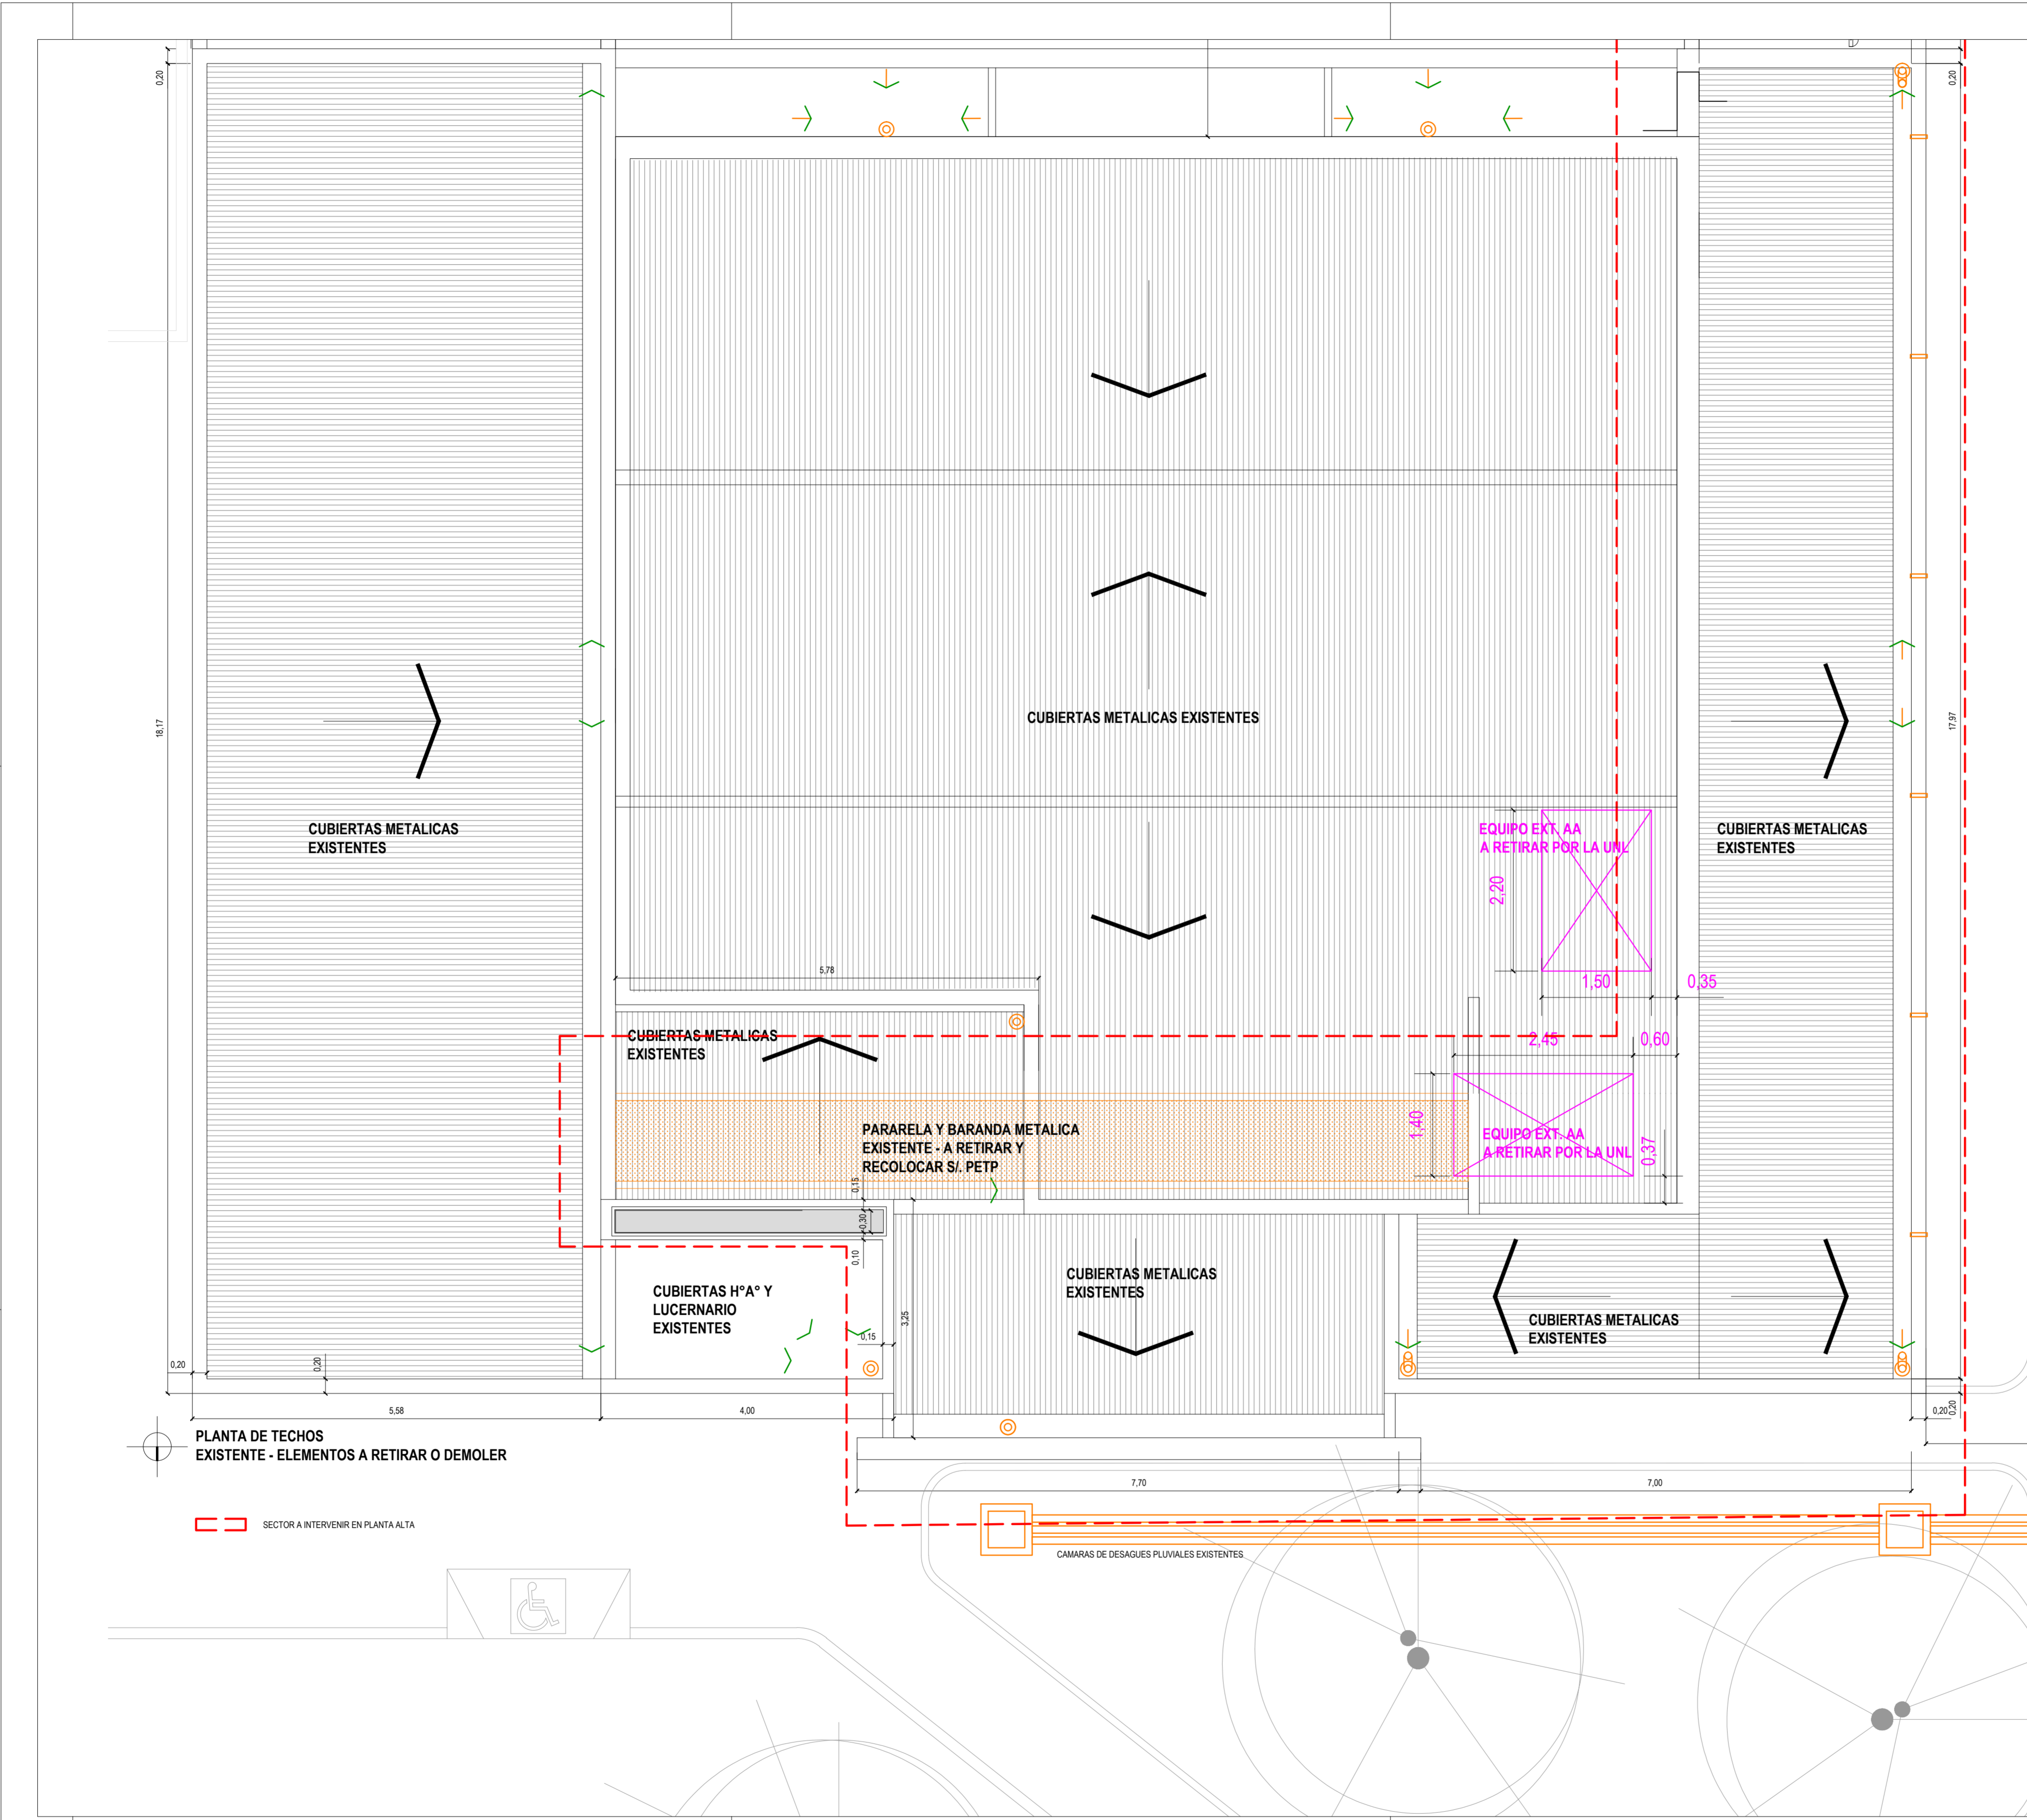 0,20
0,20
18,17
17,97
CUBIERTAS METALICAS EXISTENTES
CUBIERTAS METALICAS
EXISTENTES
EQUIPO EXT. AA
A RETIRAR POR LA UNL
CUBIERTAS METALICAS
EXISTENTES
2,20
5,78
1,50
0,35
CUBIERTAS METALICAS
EXISTENTES
2,45
0,60
PARARELA Y BARANDA METALICA
EXISTENTE - A RETIRAR Y
RECOLOCAR S/. PETP
1,40
EQUIPO EXT. AA
A RETIRAR POR LA UNL
0,37
0,15
0,30
0,10
CUBIERTAS H°A° Y
LUCERNARIO
EXISTENTES
CUBIERTAS METALICAS
EXISTENTES
3,25
0,15
CUBIERTAS METALICAS
EXISTENTES
0,20
0,20
5,58
4,00
0,20
0,20
PLANTA DE TECHOS
EXISTENTE - ELEMENTOS A RETIRAR O DEMOLER
7,70
7,00
SECTOR A INTERVENIR EN PLANTA ALTA
CAMARAS DE DESAGUES PLUVIALES EXISTENTES